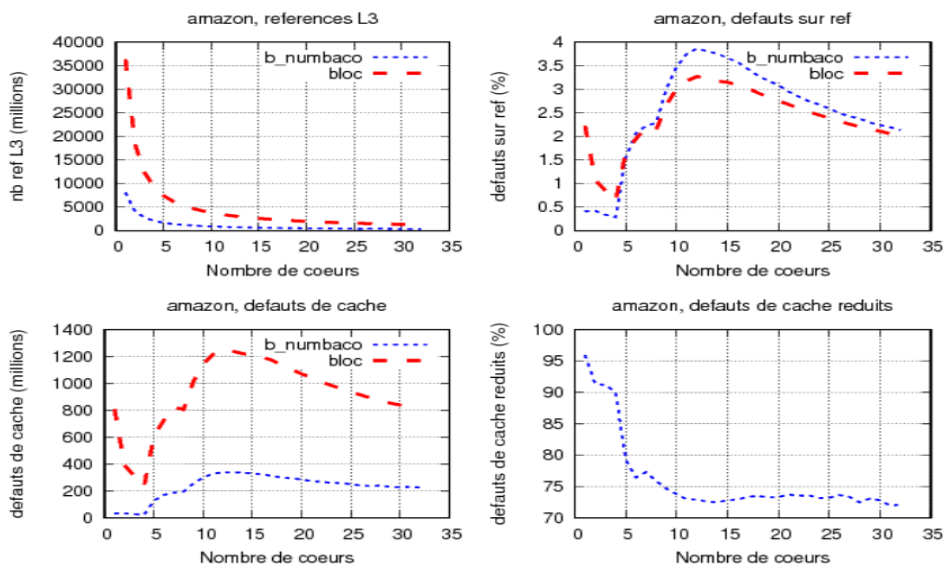 amazon, references L3
nb ref L3 (millions)
40000
35000
30000
25000
20000
15000
10000
5000
0
b_numbaco
bloc
0 5 10 15 20 25 30 35
Nombre de coeurs
amazon, defauts sur ref
defauts sur ref (%)
4
3.5
3
2.5
2
1.5
1
0.5
0
b_numbaco
bloc
0 5 10 15 20 25 30 35
Nombre de coeurs
amazon, defauts de cache
defauts de cache (millions)
1400
1200
1000
800
600
400
200
0
b_numbaco
bloc
0 5 10 15 20 25 30 35
Nombre de coeurs
amazon, defauts de cache reduits
defauts de cache reduits (%)
100
95
90
85
80
75
70
0 5 10 15 20 25 30 35
Nombre de coeurs